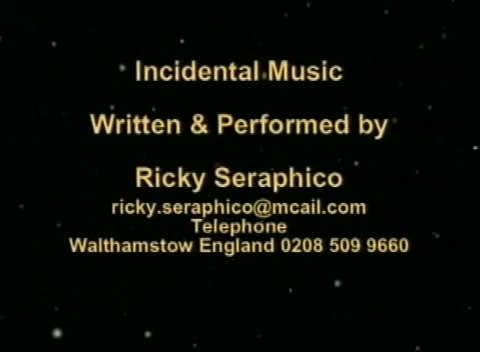 Incidental Music
Written & Performed by
Ricky Seraphico
ricky.seraphico@mcail.com
Telephone
Walthamstow England 0208 509 9660